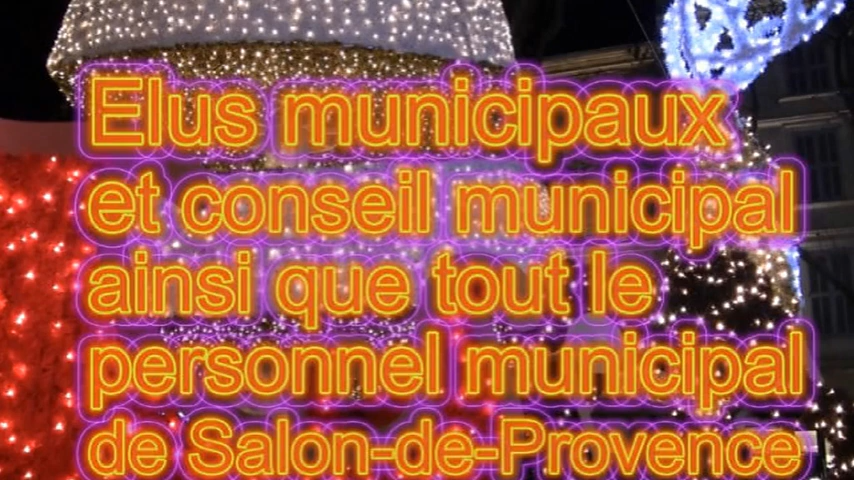 Elus municipaux
et conseil municipal
ainsi que tout le
personnel municipal
de Salon-de-Provence